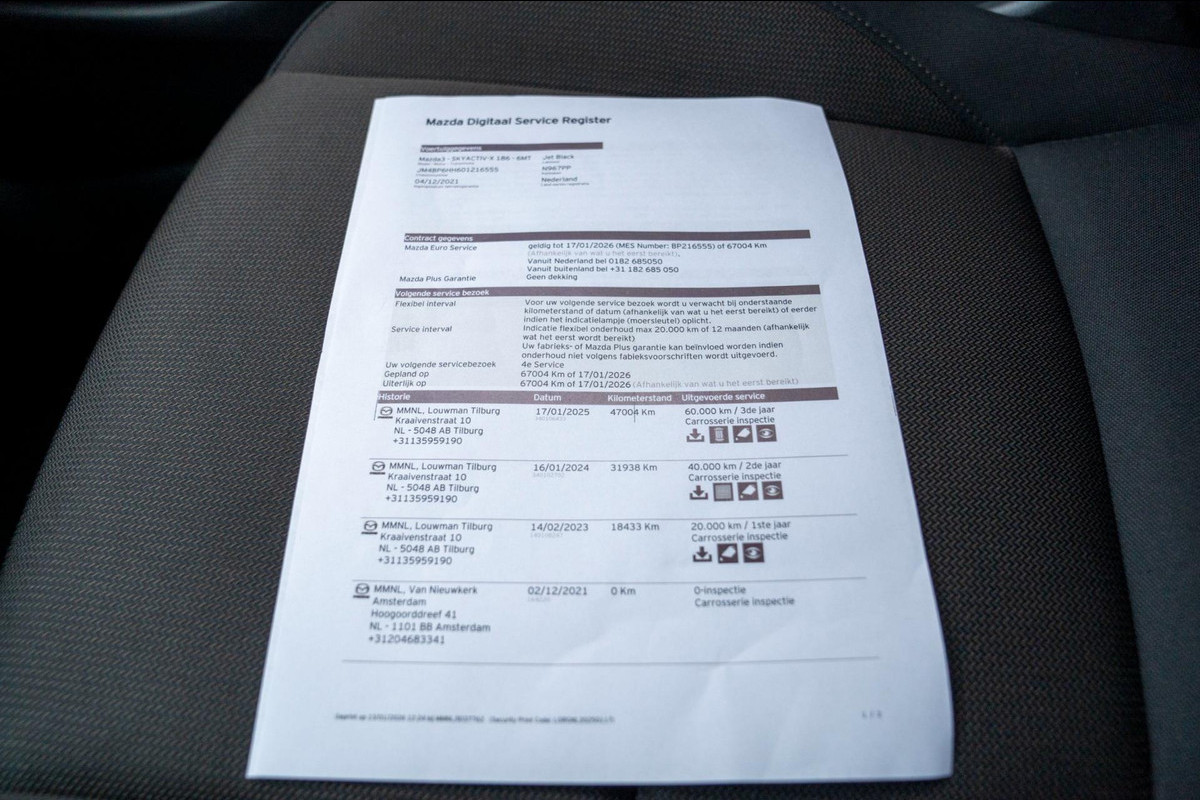 Mazda Digitaal Service Register
Voertuiggegevens
Mazda3 - SKYACTIV-X 186 - 6MT Jet Black
JM4BP6HH601216555 N967PP
04/12/2021 Nederland
Contract gegevens
Mazda Euro Service geldig tot 17/01/2026 (MES Number: BP216555) of 67004 Km
(Afhankelijk van wat u het eerst bereikt).
Vanuit Nederland bel 0182 685050
Vanuit buitenland bel +31 182 685 050
Mazda Plus Garantie Geen dekking
Volgende service bezoek
Flexibel interval Voor uw volgende service bezoek wordt u verwacht bij onderstaande
kilometerstand of datum (afhankelijk van wat u het eerst bereikt) of eerder
indien het indicatielampje (moersleutel) oplicht.
Service interval Indicatie flexibel onderhoud max 20.000 km of 12 maanden (afhankelijk
wat het eerst wordt bereikt)
Uw fabrieks- of Mazda Plus garantie kan beïnvloed worden indien
onderhoud niet volgens fabieksvoorschriften wordt uitgevoerd.
Uw volgende servicebezoek 4e Service
Gepland op 67004 Km of 17/01/2026
Uiterlijk op 67004 Km of 17/01/2026 (Afhankelijk van wat u het eerst bereikt)
Historie Datum Kilometerstand Uitgevoerde service
MMNL, Louwman Tilburg 17/01/2025 47004 Km 60.000 km / 3de jaar
Kraaivenstraat 10 Carrosserie inspectie
NL - 5048 AB Tilburg
+31135959190
MMNL, Louwman Tilburg 16/01/2024 31938 Km 40.000 km / 2de jaar
Kraaivenstraat 10 Carrosserie inspectie
NL - 5048 AB Tilburg
+31135959190
MMNL, Louwman Tilburg 14/02/2023 18433 Km 20.000 km / 1ste jaar
Kraaivenstraat 10 Carrosserie inspectie
NL - 5048 AB Tilburg
+31135959190
MMNL, Van Nieuwkerk 02/12/2021 0 Km 0-inspectie
Amsterdam Carrosserie inspectie
Hoogoorddreef 41
NL - 1101 BB Amsterdam
+31204683341